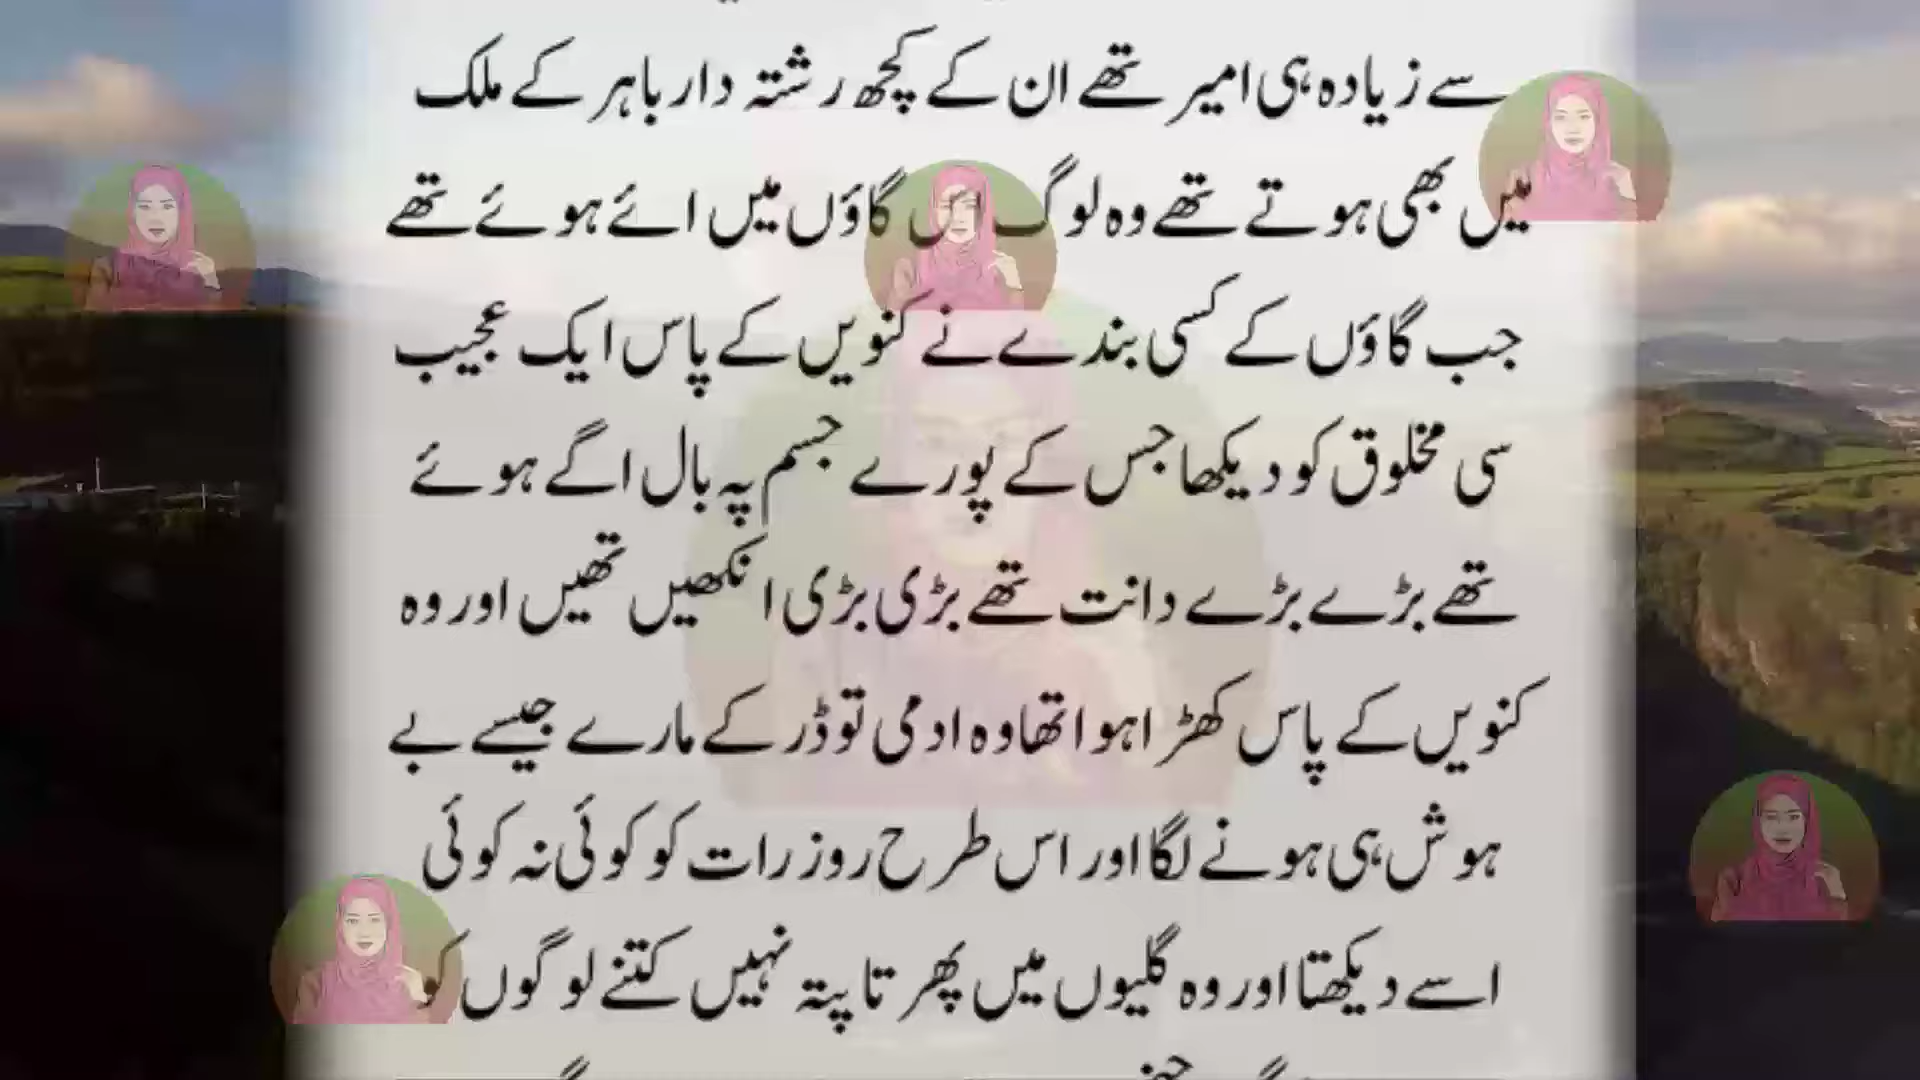 سے زیادہ ہی امیر تھے ان کے کچھ رشتہ دار باہر کے ملک
میں بھی ہوتے تھے وہ لوگ اس گاؤں میں ائے ہوئے تھے
جب گاؤں کے کسی بندے نے کنویں کے پاس ایک عجیب
سی مخلوق کو دیکھا جس کے پورے جسم پہ بال اگے ہوئے
تھے بڑے بڑے دانت تھے بڑی بڑی انکھیں تھیں اور وہ
کنویں کے پاس کھڑا ہوا تھا وہ ادمی تو ڈر کے مارے جیسے بے
ہوش ہی ہونے لگا اور اس طرح روز رات کو کوئی نہ کوئی
اسے دیکھتا اور وہ گلیوں میں پھرتا پتہ نہیں کتنے لوگوں کو